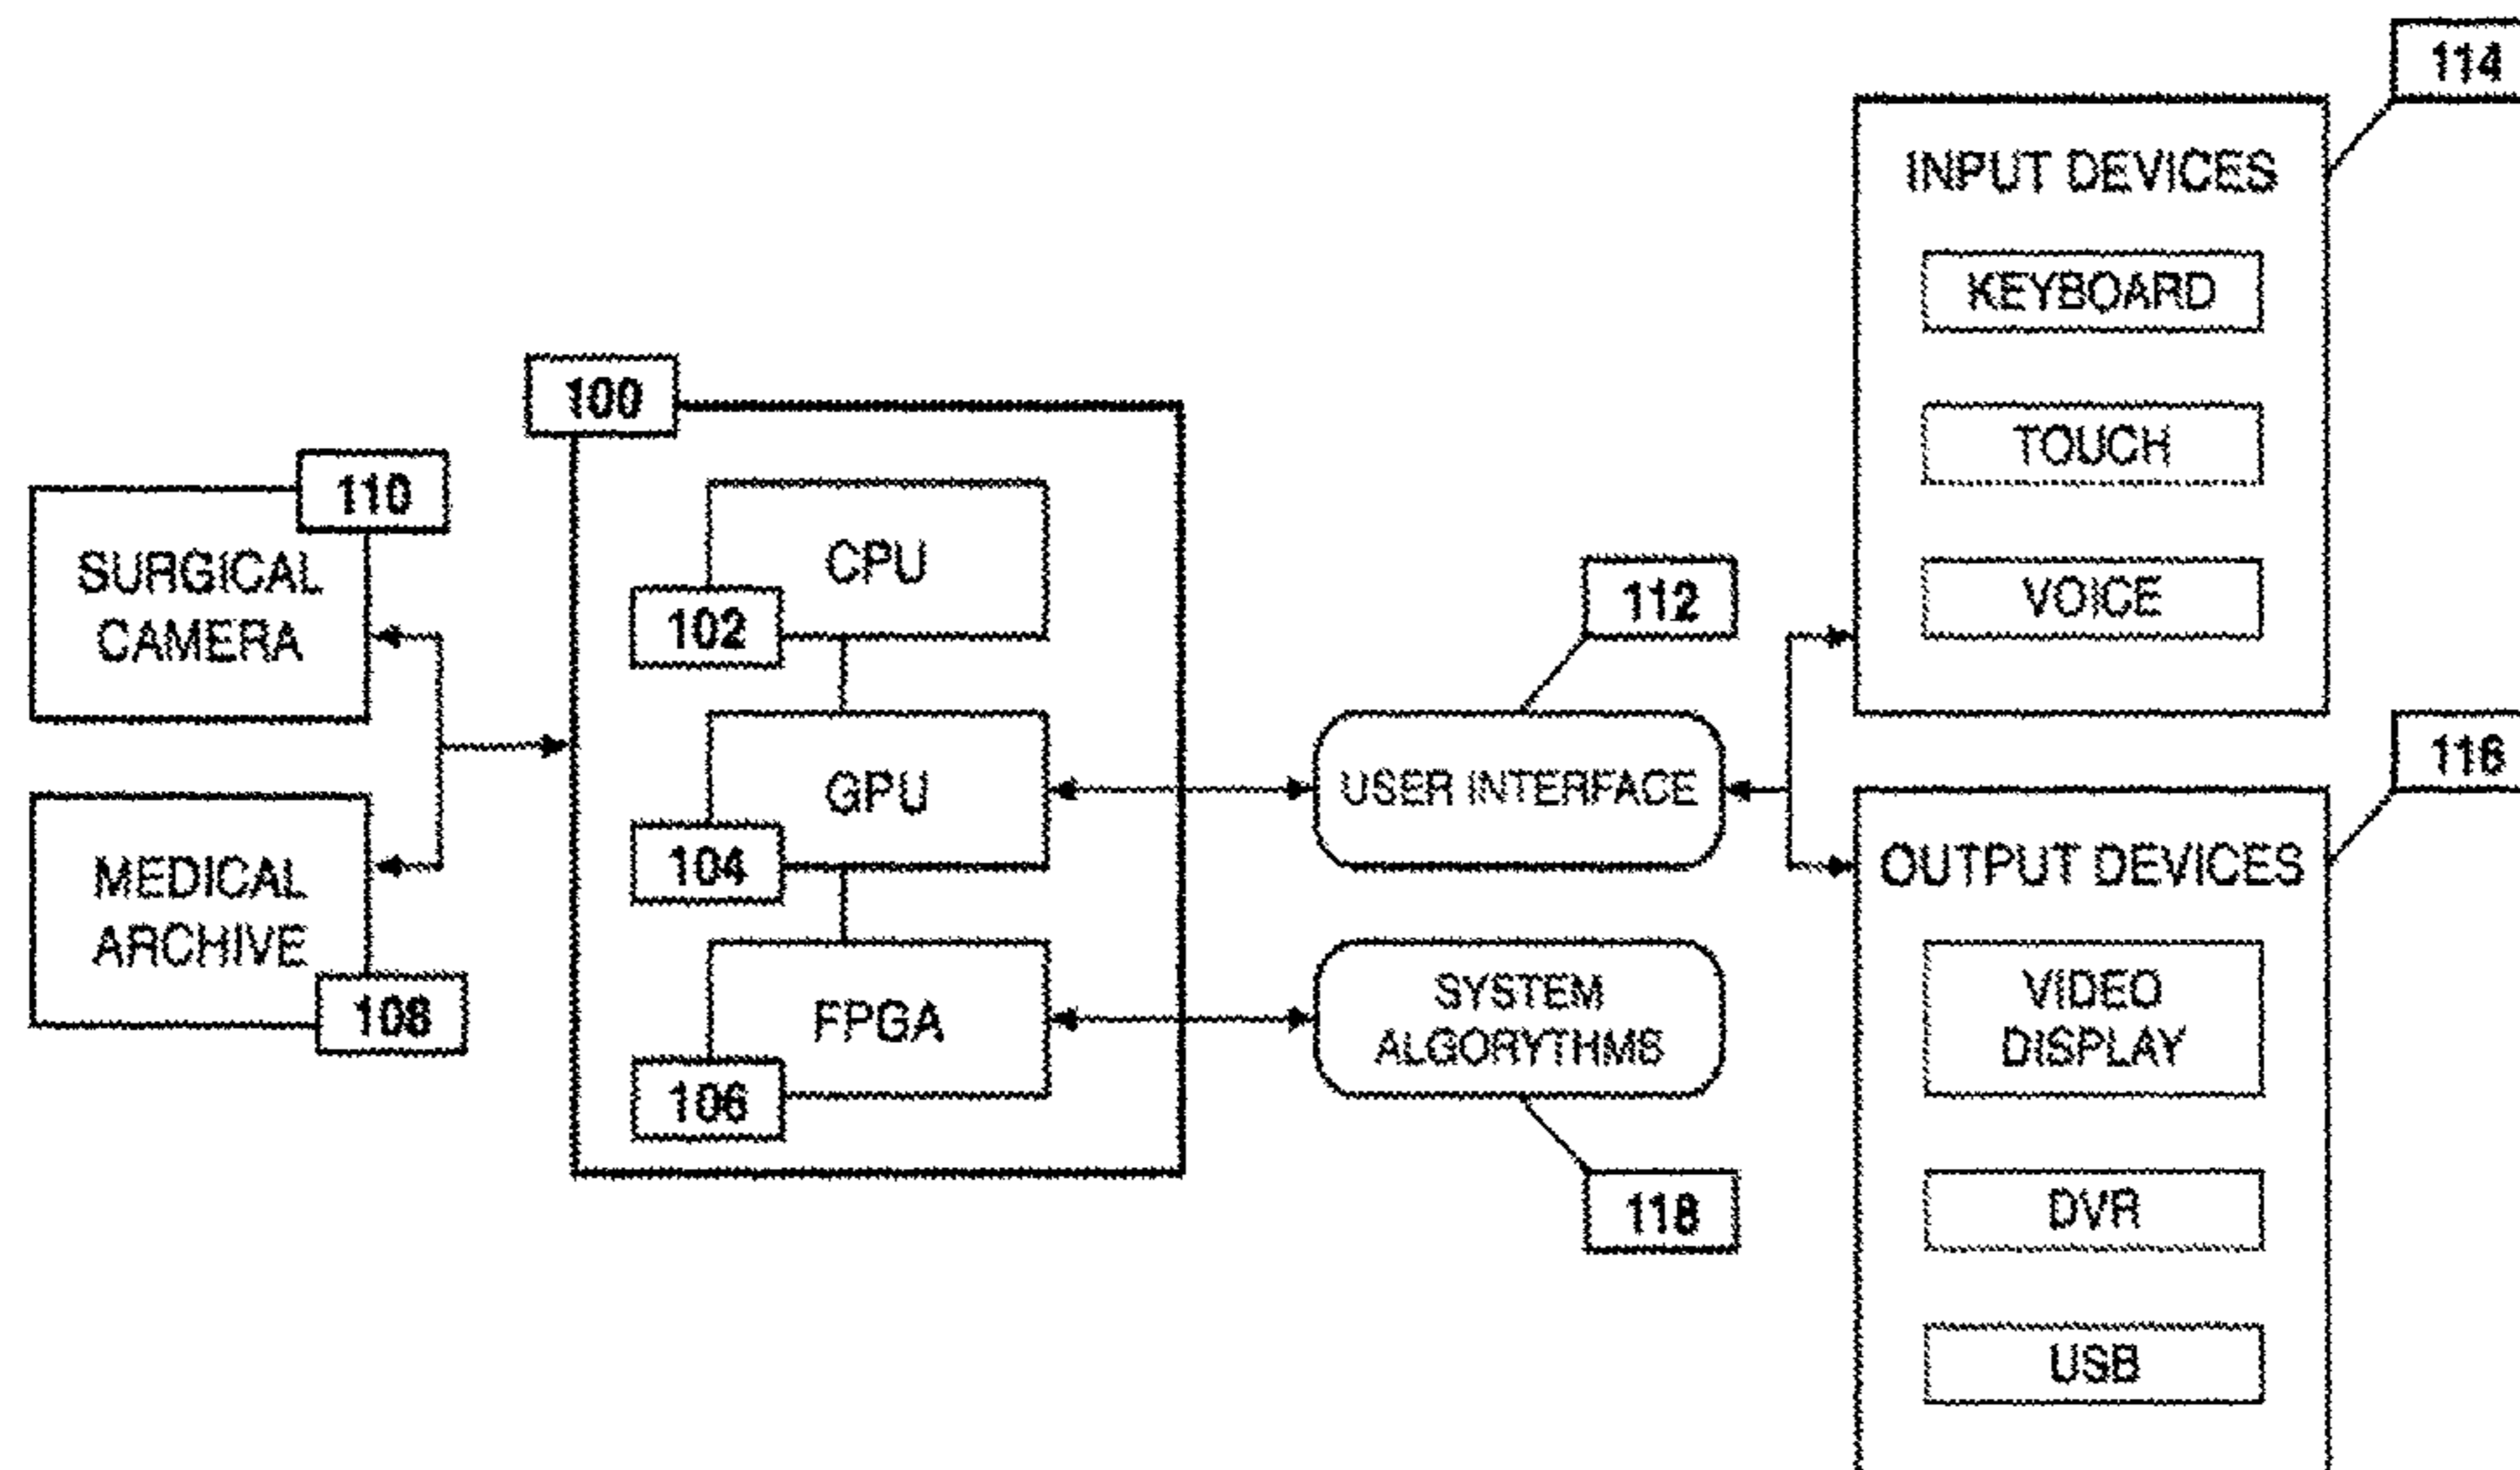 114
INPUT DEVICES
KEYBOARD
TOUCH
VOICE
100
110
SURGICAL
CAMERA
CPU
102
112
GPU
104
USER INTERFACE
116
OUTPUT DEVICES
MEDICAL
ARCHIVE
108
FPGA
106
SYSTEM
ALGORYTHMS
118
VIDEO
DISPLAY
DVR
USB